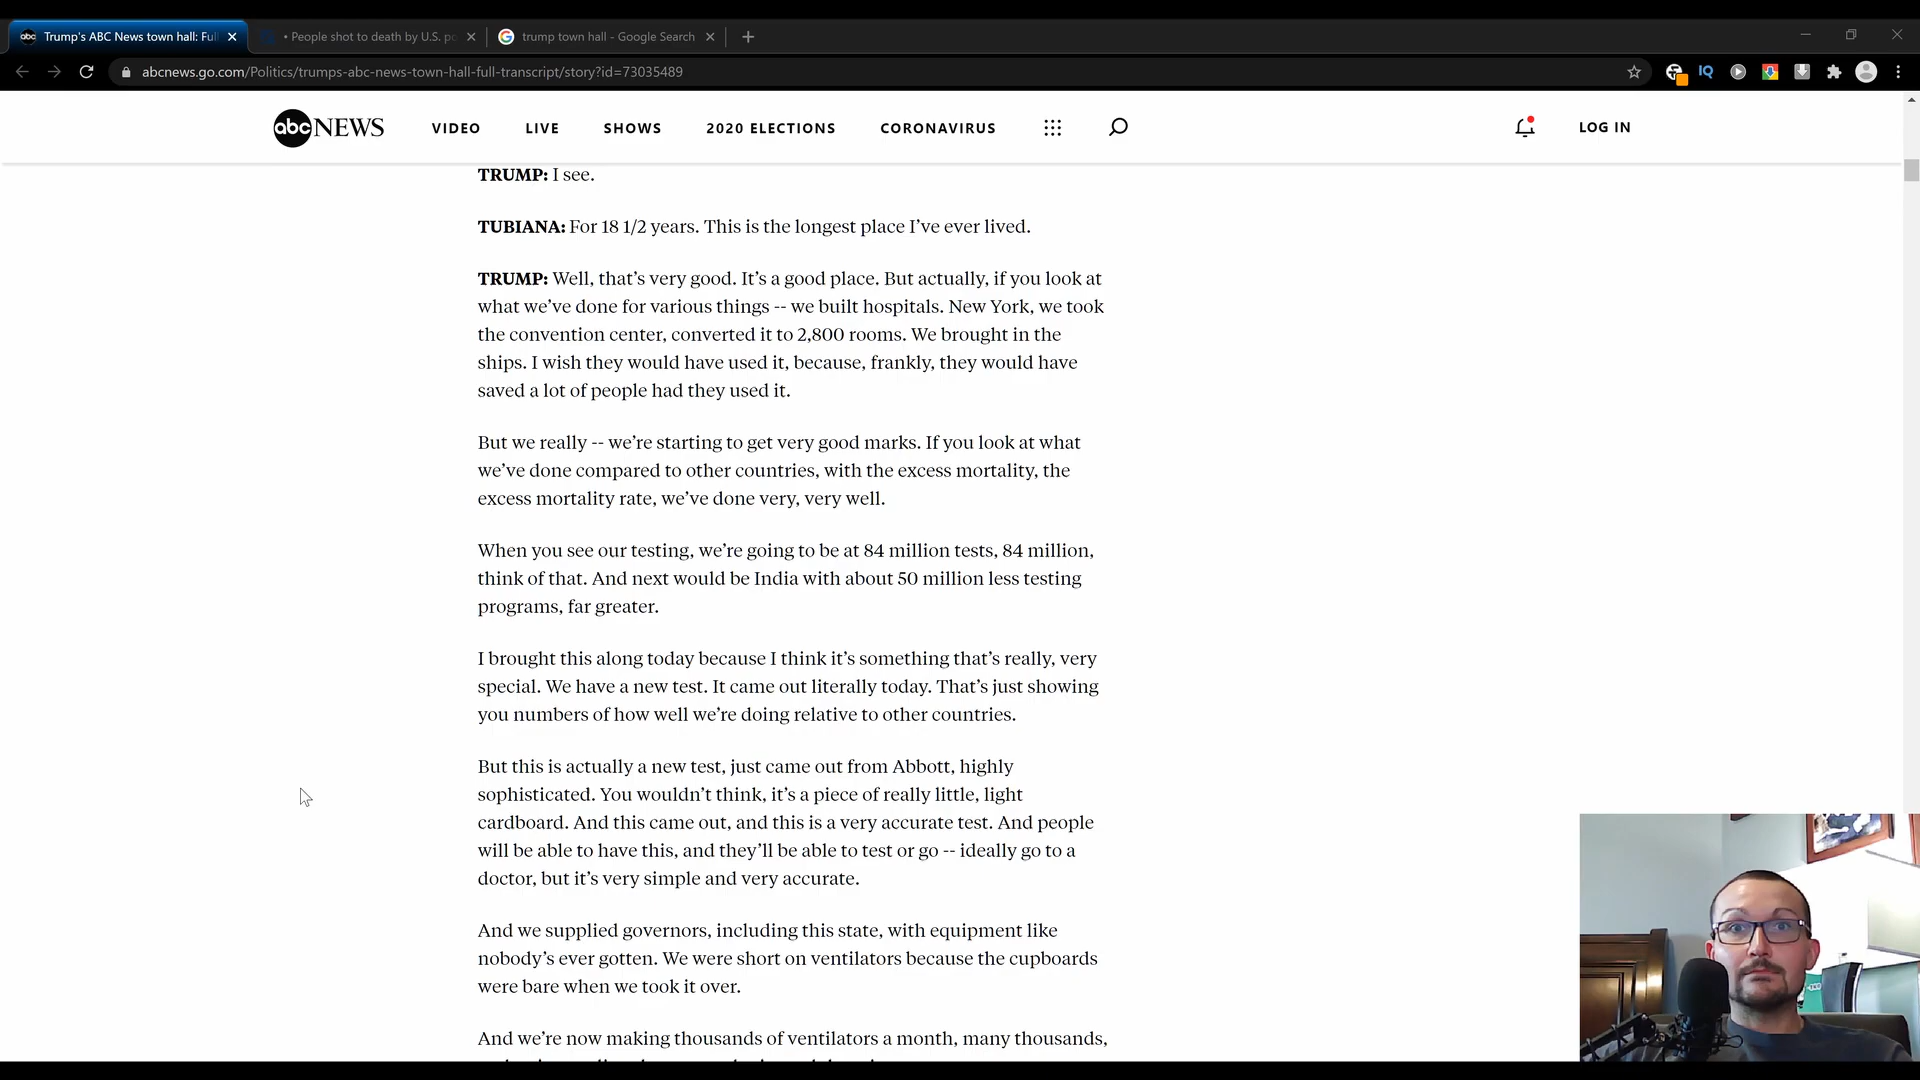 Trump's ABC News town hall: Ful
• People shot to death by U.S. po
trump town hall - Google Search
abcnews.go.com/Politics/trumps-abc-news-town-hall-full-transcript/story?id=73035489
IQ
abc NEWS VIDEO LIVE SHOWS 2020 ELECTIONS CORONAVIRUS LOG IN
TRUMP: I see.
TUBIANA: For 18 1/2 years. This is the longest place I’ve ever lived.
TRUMP: Well, that’s very good. It’s a good place. But actually, if you look at
what we’ve done for various things -- we built hospitals. New York, we took
the convention center, converted it to 2,800 rooms. We brought in the
ships. I wish they would have used it, because, frankly, they would have
saved a lot of people had they used it.
But we really -- we’re starting to get very good marks. If you look at what
we’ve done compared to other countries, with the excess mortality, the
excess mortality rate, we’ve done very, very well.
When you see our testing, we’re going to be at 84 million tests, 84 million,
think of that. And next would be India with about 50 million less testing
programs, far greater.
I brought this along today because I think it’s something that’s really, very
special. We have a new test. It came out literally today. That’s just showing
you numbers of how well we’re doing relative to other countries.
But this is actually a new test, just came out from Abbott, highly
sophisticated. You wouldn’t think, it’s a piece of really little, light
cardboard. And this came out, and this is a very accurate test. And people
will be able to have this, and they’ll be able to test or go -- ideally go to a
doctor, but it’s very simple and very accurate.
And we supplied governors, including this state, with equipment like
nobody’s ever gotten. We were short on ventilators because the cupboards
were bare when we took it over.
And we’re now making thousands of ventilators a month, many thousands,